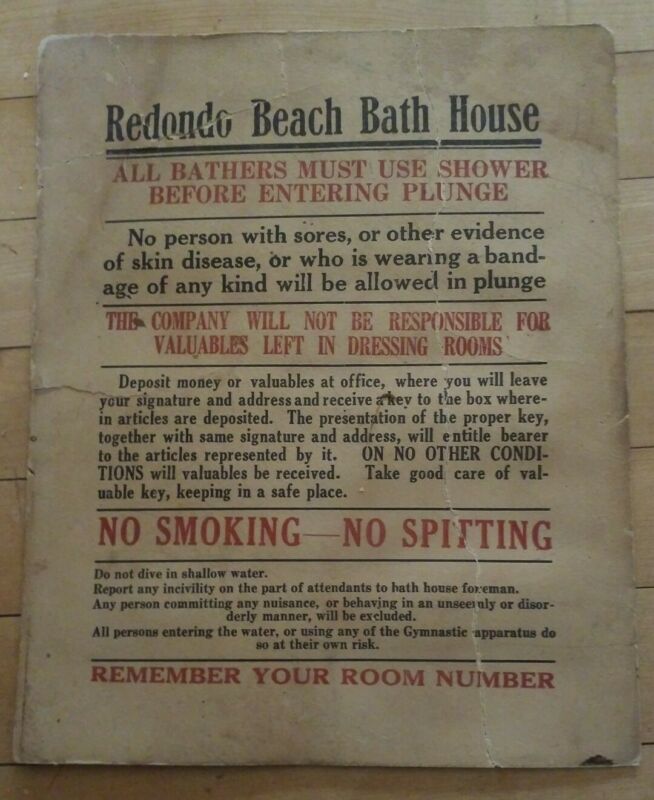 Redondo Beach Bath House
ALL BATHERS MUST USE SHOWER
BEFORE ENTERING PLUNGE
No person with sores, or other evidence
of skin disease, or who is wearing a band-
age of any kind will be allowed in plunge
THE COMPANY WILL NOT BE RESPONSIBLE FOR
VALUABLES LEFT IN DRESSING ROOMS
Deposit money or valuables at office, where you will leave
your signature and address and receive a key to the box where-
in articles are deposited. The presentation of the proper key,
together with same signature and address, will entitle bearer
to the articles represented by it. ON NO OTHER CONDI-
TIONS will valuables be received. Take good care of val-
uable key, keeping in a safe place.
NO SMOKING—NO SPITTING
Do not dive in shallow water.
Report any incivility on the part of attendants to bath house foreman.
Any person committing any nuisance, or behaving in an unseemly or disor-
derly manner, will be excluded.
All persons entering the water, or using any of the Gymnastic apparatus do
so at their own risk.
REMEMBER YOUR ROOM NUMBER